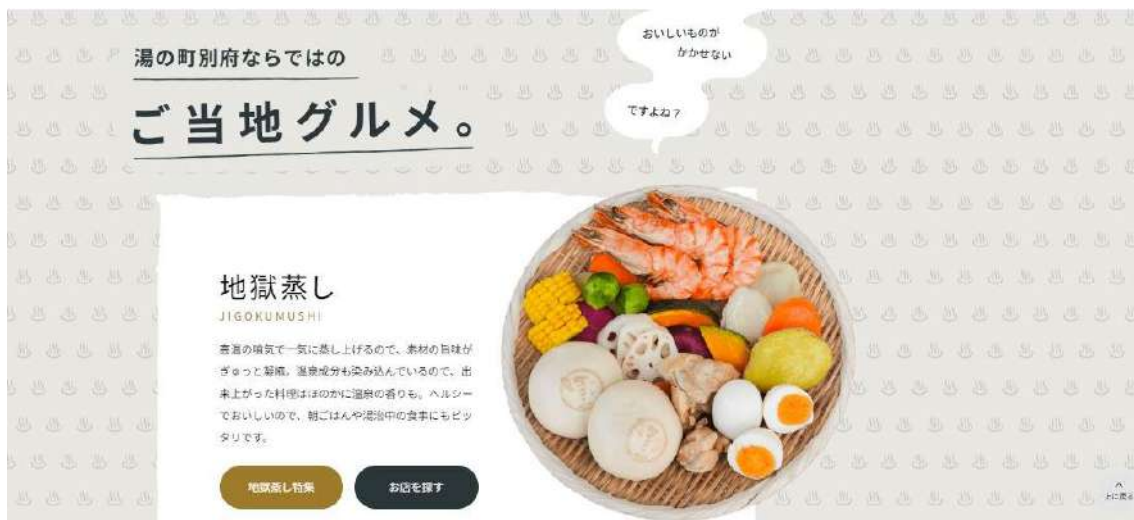 おいしいものが
かかせない
ですよね？
湯の町別府ならではの
ご当地グルメ。
地獄蒸し
JIGOKUMUSHI
高温の噴気で一気に蒸し上げるので、素材の旨味が
ぎゅっと凝縮。温泉成分も染み込んでいるので、出
来上がった料理はほのかに温泉の香りも。ヘルシー
でおいしいので、朝ごはんや湯治中の食事にもピッ
タリです。
地獄蒸し特集
お店を探す
上に戻る